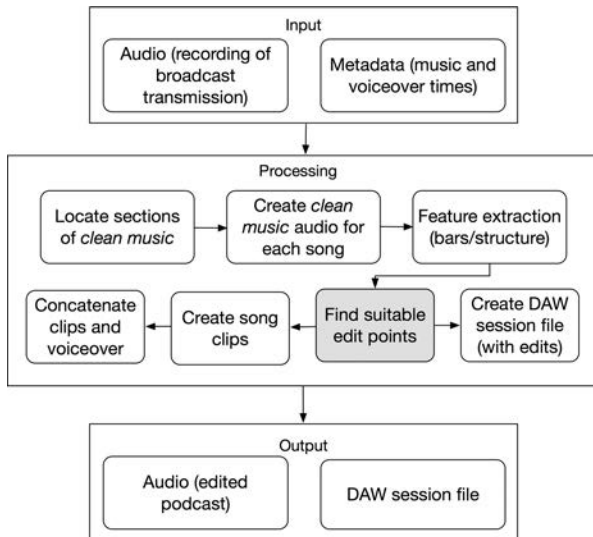 Input
Audio (recording of
broadcast
transmission)
Metadata (music and
voiceover times)
Processing
Locate sections
of clean music
Create clean
music audio for
each song
Feature extraction
(bars/structure)
Concatenate
clips and
voiceover
Create song
clips
Find suitable
edit points
Create DAW
session file
(with edits)
Output
Audio (edited
podcast)
DAW session file